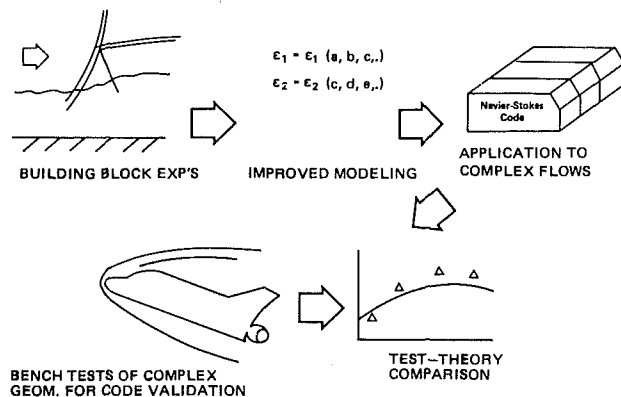 ε1 = ε1 (a, b, c,.)
ε2 = ε2 (c, d, e,.)
Navier-Stokes
Code
BUILDING BLOCK EXP'S
IMPROVED MODELING
APPLICATION TO
COMPLEX FLOWS
BENCH TESTS OF COMPLEX
GEOM. FOR CODE VALIDATION
TEST–THEORY
COMPARISON